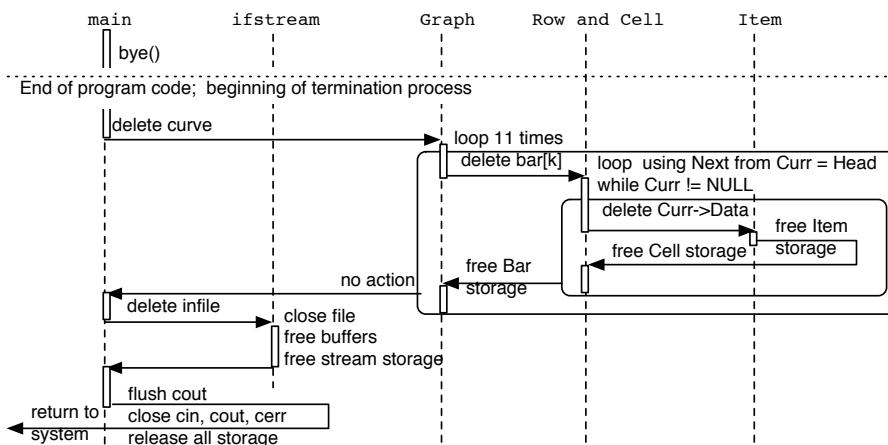 main ifstream Graph Row and Cell Item
bye()
End of program code; beginning of termination process
delete curve
loop 11 times
delete bar[k]
loop using Next from Curr = Head
while Curr != NULL
delete Curr->Data
free Item
storage
free Cell storage
free Bar
storage
no action
delete infile
close file
free buffers
free stream storage
flush cout
close cin, cout, cerr
release all storage
return to
system